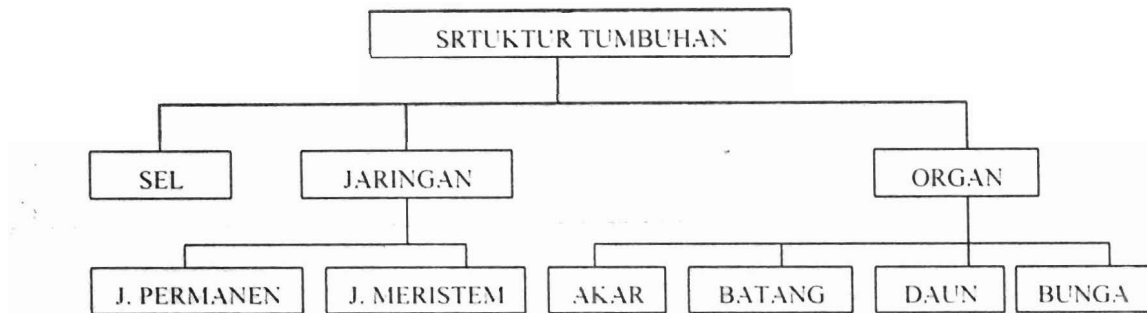 SRTUKTUR TUMBUHAN
SEL JARINGAN ORGAN
J. PERMANEN J. MERISTEM AKAR BATANG DAUN BUNGA